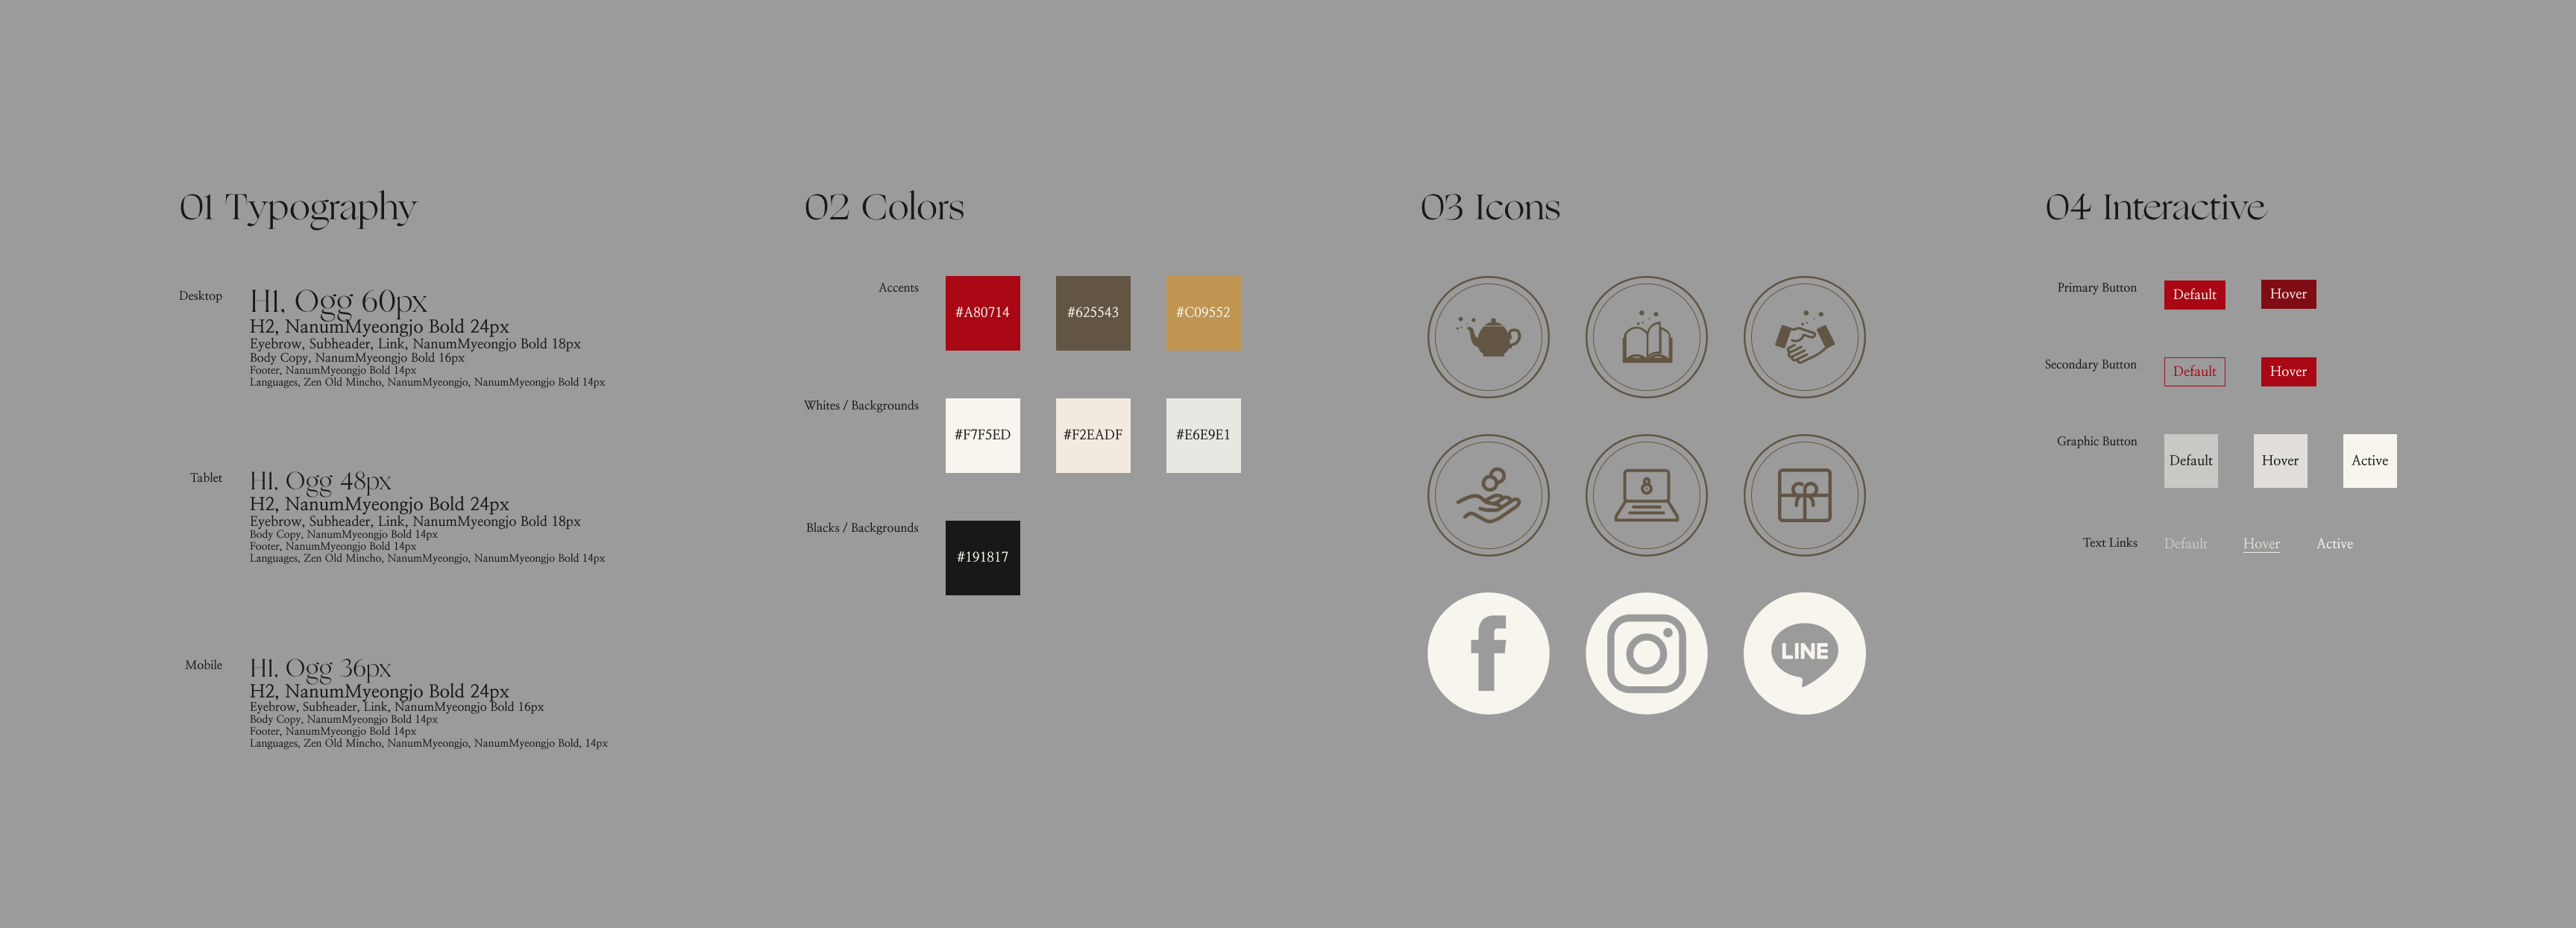 01 Typography
Desktop
H1, Ogg 60px
H2, NanumMyeongjo Bold 24px
Eyebrow, Subheader, Link, NanumMyeongjo Bold 18px
Body Copy, NanumMyeongjo Bold 16px
Footer, NanumMyeongjo Bold 14px
Languages, Zen Old Mincho, NanumMyeongjo, NanumMyeongjo Bold 14px
Tablet
H1, Ogg 48px
H2, NanumMyeongjo Bold 24px
Eyebrow, Subheader, Link, NanumMyeongjo Bold 18px
Body Copy, NanumMyeongjo Bold 14px
Footer, NanumMyeongjo Bold 14px
Languages, Zen Old Mincho, NanumMyeongjo, NanumMyeongjo Bold 14px
Mobile
H1, Ogg 36px
H2, NanumMyeongjo Bold 24px
Eyebrow, Subheader, Link, NanumMyeongjo Bold 16px
Body Copy, NanumMyeongjo Bold 14px
Footer, NanumMyeongjo Bold 14px
Languages, Zen Old Mincho, NanumMyeongjo, NanumMyeongjo Bold, 14px
02 Colors
Accents
#A80714
#625543
#C09552
Whites / Backgrounds
#F7F5ED
#F2EADF
#E6E9E1
Blacks / Backgrounds
#191817
03 Icons
LINE
04 Interactive
Primary Button
Default
Hover
Secondary Button
Default
Hover
Graphic Button
Default
Hover
Active
Text Links
Default
Hover
Active